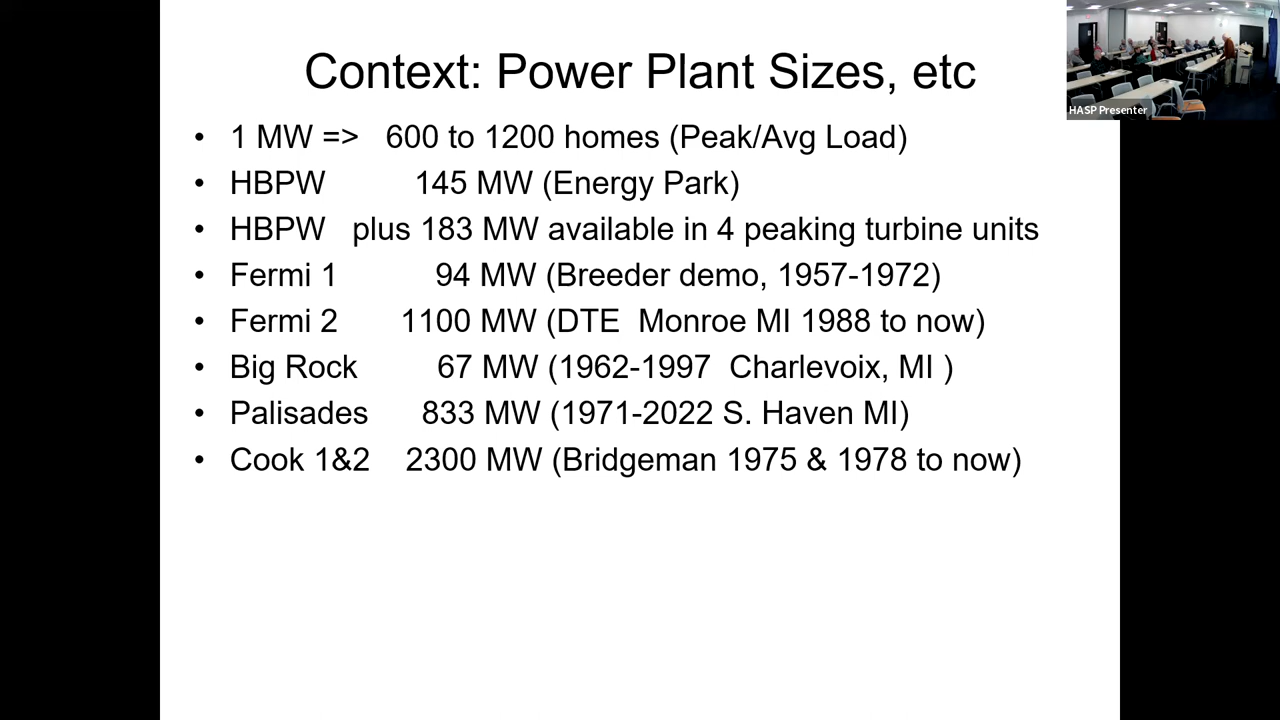 Context: Power Plant Sizes, etc
HASP Presenter
• 1 MW => 600 to 1200 homes (Peak/Avg Load)
• HBPW 145 MW (Energy Park)
• HBPW plus 183 MW available in 4 peaking turbine units
• Fermi 1 94 MW (Breeder demo, 1957-1972)
• Fermi 2 1100 MW (DTE Monroe MI 1988 to now)
• Big Rock 67 MW (1962-1997 Charlevoix, MI )
• Palisades 833 MW (1971-2022 S. Haven MI)
• Cook 1&2 2300 MW (Bridgeman 1975 & 1978 to now)